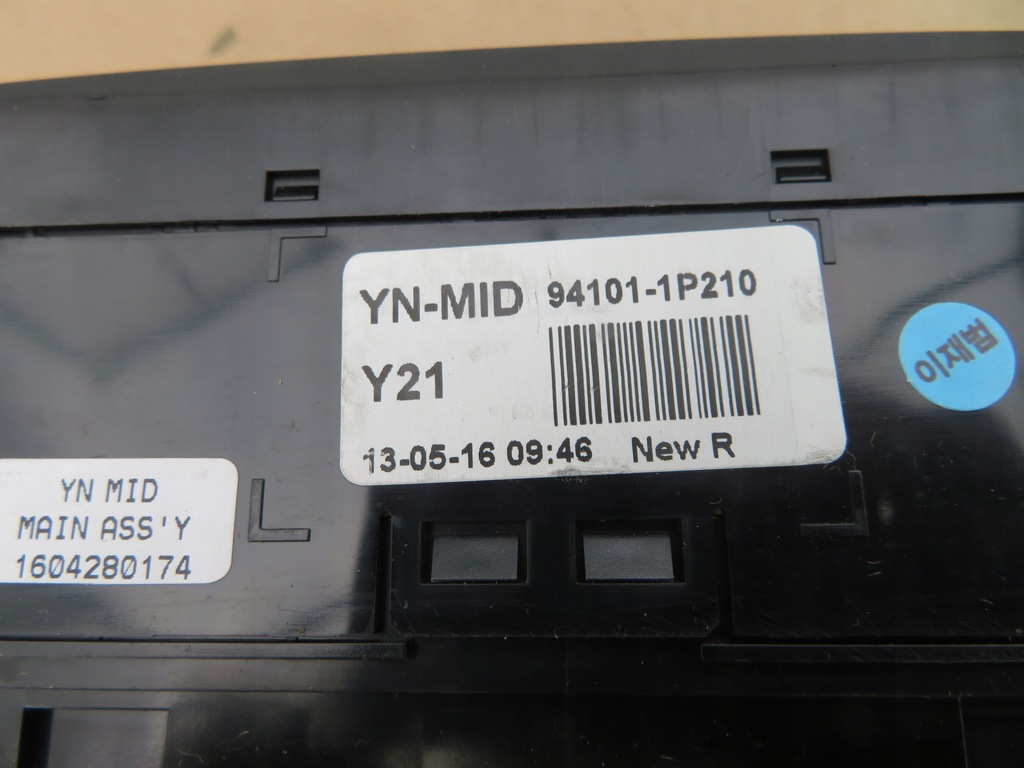 YN-MID 94101-1P210
Y21
13-05-16 09:46 New R
이재범
YN MID
MAIN ASS'Y
1604280174